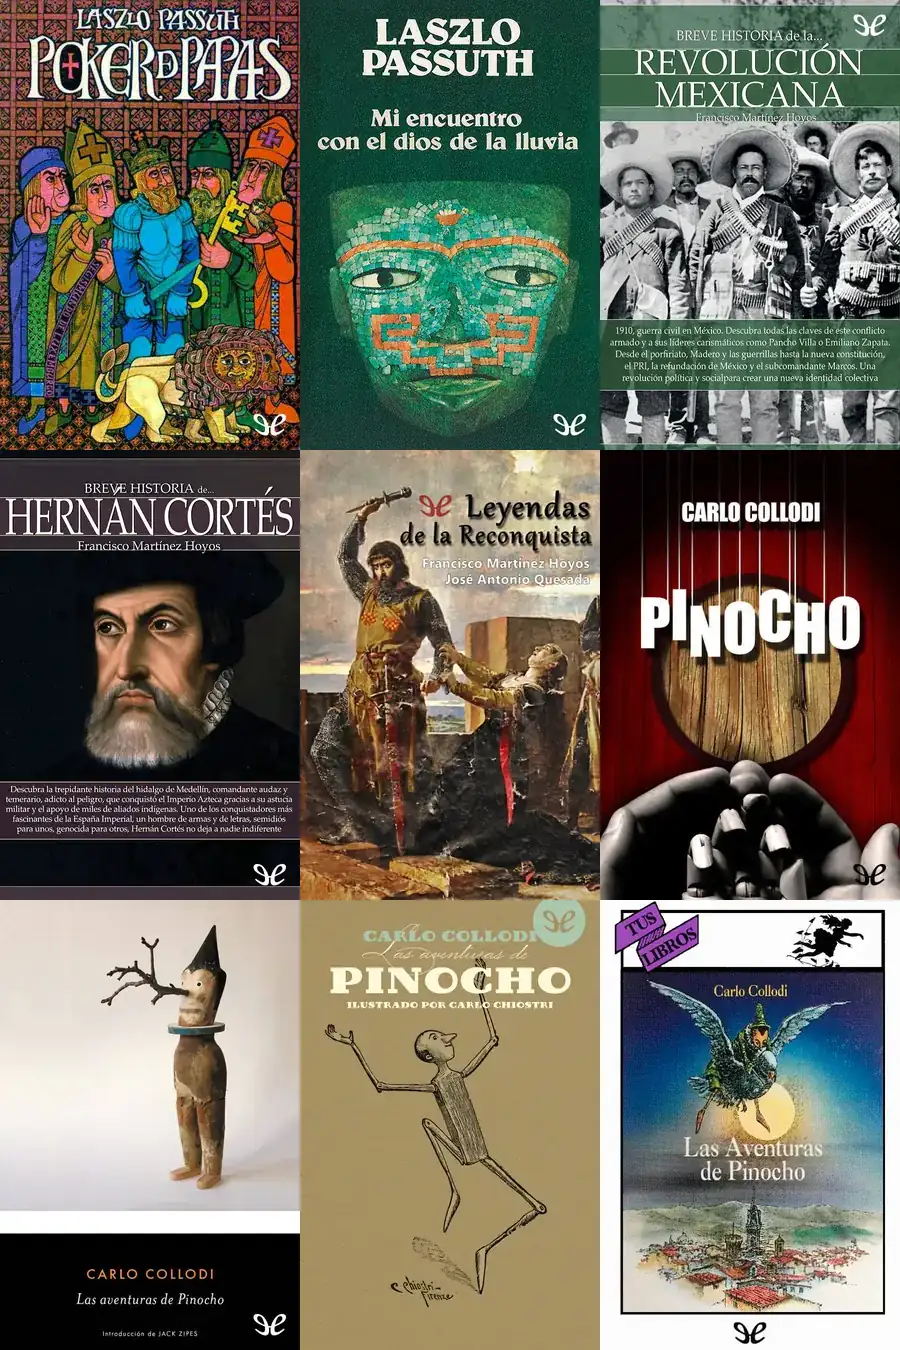 LASZLO PASSUTH
POKER DPAPAS
LASZLO
PASSUTH
Mi encuentro
con el dios de la lluvia
BREVE HISTORIA de la...
REVOLUCIÓN
MEXICANA
Francisco Martínez Hoyos
1910, guerra civil en México. Descubra todas las claves de este conflicto
armado y a sus líderes carismáticos como Pancho Villa o Emiliano Zapata.
Desde el porfiriato, Madero y las guerrillas hasta la nueva constitución,
el PRI, la refundación de México y el subcomandante Marcos. Una
revolución política y socialpara crear una nueva identidad colectiva
BREVE HISTORIA de...
HERNÁN CORTÉS
Francisco Martínez Hoyos
Descubra la trepidante historia del hidalgo de Medellín, comandante audaz y
temerario, adicto al peligro, que conquistó el Imperio Azteca gracias a su astucia
militar y el apoyo de miles de aliados indígenas. Uno de los conquistadores más
fascinantes de la España Imperial, un hombre de armas y de letras, semidiós
para unos, genocida para otros, Hernán Cortés no deja a nadie indiferente
Leyendas
de la Reconquista
Francisco Martínez Hoyos
José Antonio Quesada
CARLO COLLODI
PINOCHO
CARLO COLLODI
Las aventuras de Pinocho
Introducción de JACK ZIPES
CARLO COLLODI
Las aventuras de
PINOCHO
ILUSTRADO POR CARLO CHIOSTRI
C. Chiostri-
Firenze
TUS
LIBROS
Carlo Collodi
Las Aventuras
de Pinocho